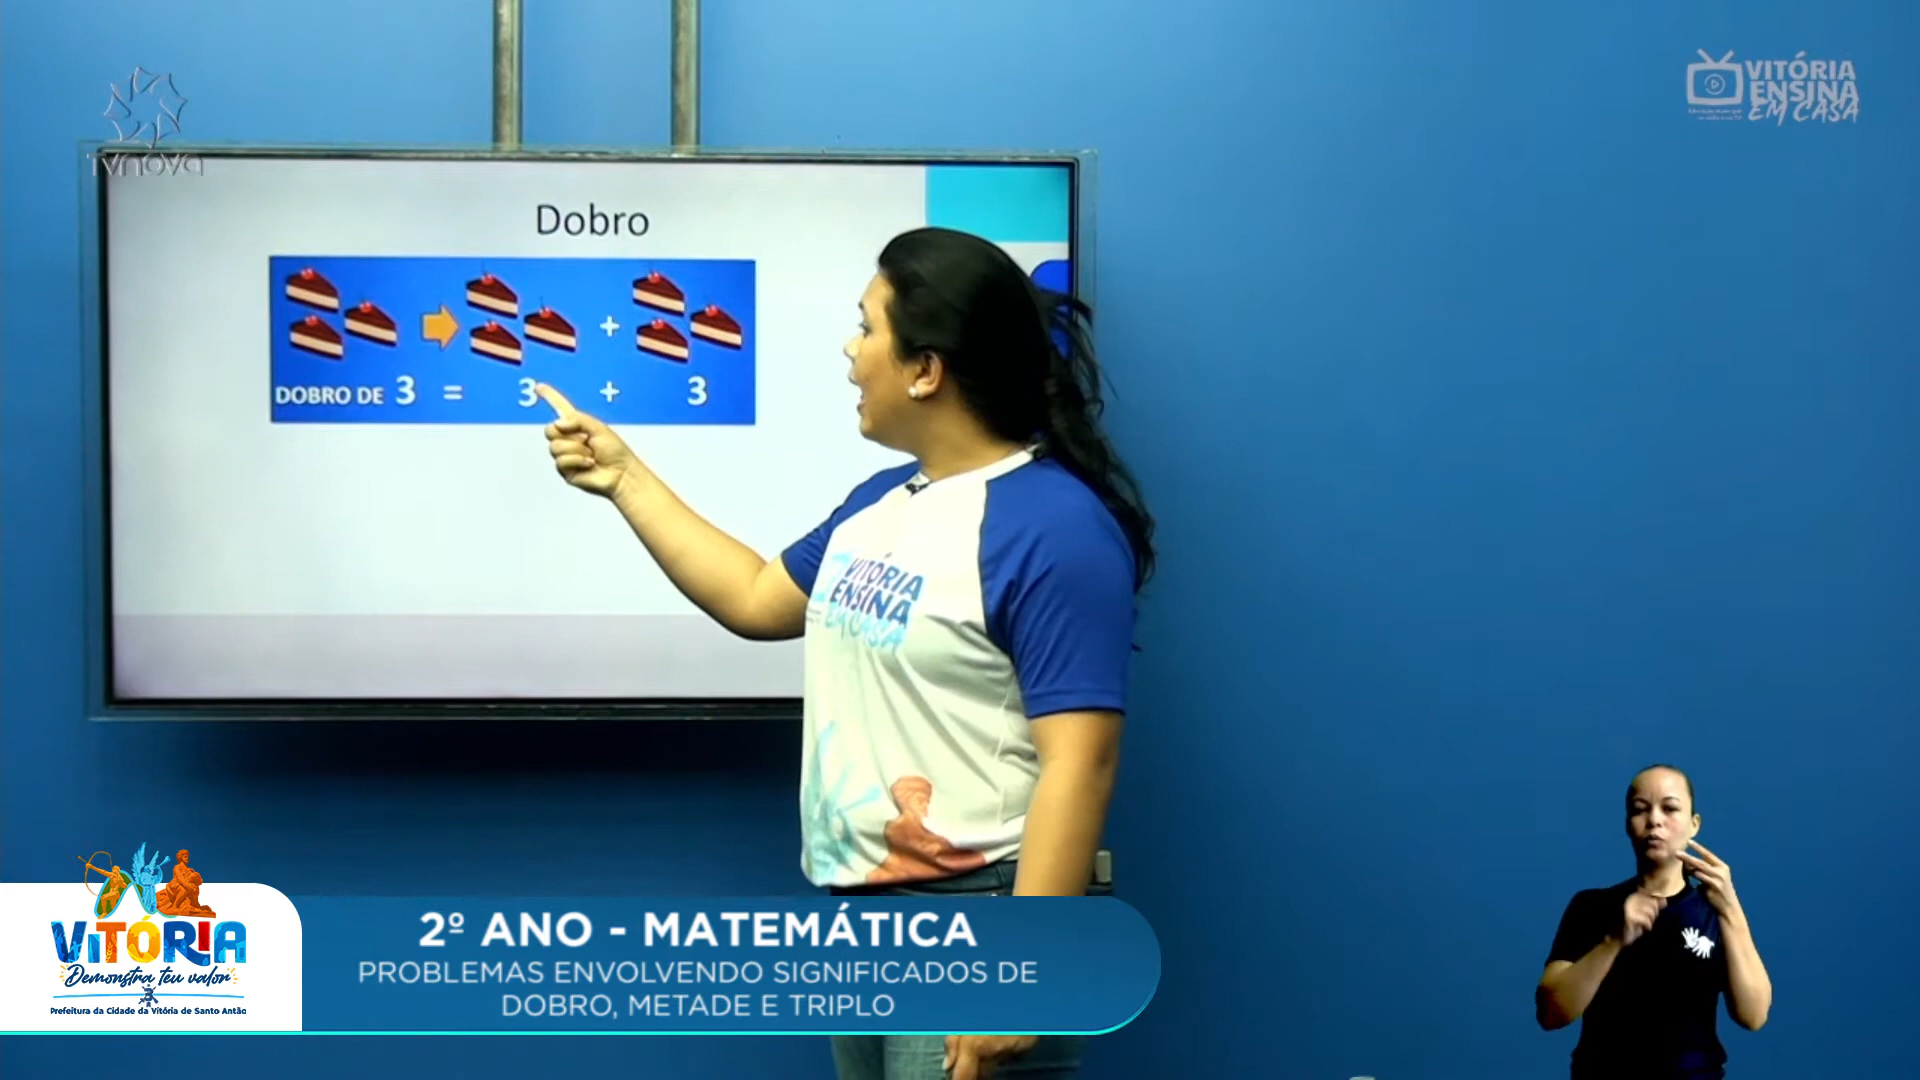 tvnova
VITÓRIA
ENSINA
EM CASA
Dobro
+
DOBRO DE 3 = 3 + 3
VITÓRIA
ENSINA
EM CASA
VITÓRIA
Demonstra teu valor
Prefeitura da Cidade da Vitória de Santo Antão
2º ANO - MATEMÁTICA
PROBLEMAS ENVOLVENDO SIGNIFICADOS DE
DOBRO, METADE E TRIPLO